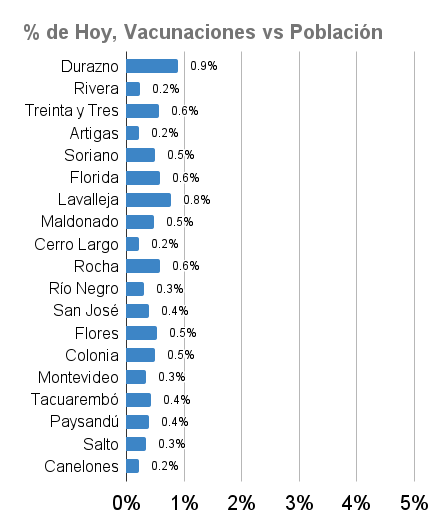 % de Hoy, Vacunaciones vs Población
Durazno 0.9%
Rivera 0.2%
Treinta y Tres 0.6%
Artigas 0.2%
Soriano 0.5%
Florida 0.6%
Lavalleja 0.8%
Maldonado 0.5%
Cerro Largo 0.2%
Rocha 0.6%
Río Negro 0.3%
San José 0.4%
Flores 0.5%
Colonia 0.5%
Montevideo 0.3%
Tacuarembó 0.4%
Paysandú 0.4%
Salto 0.3%
Canelones 0.2%
0% 1% 2% 3% 4% 5%